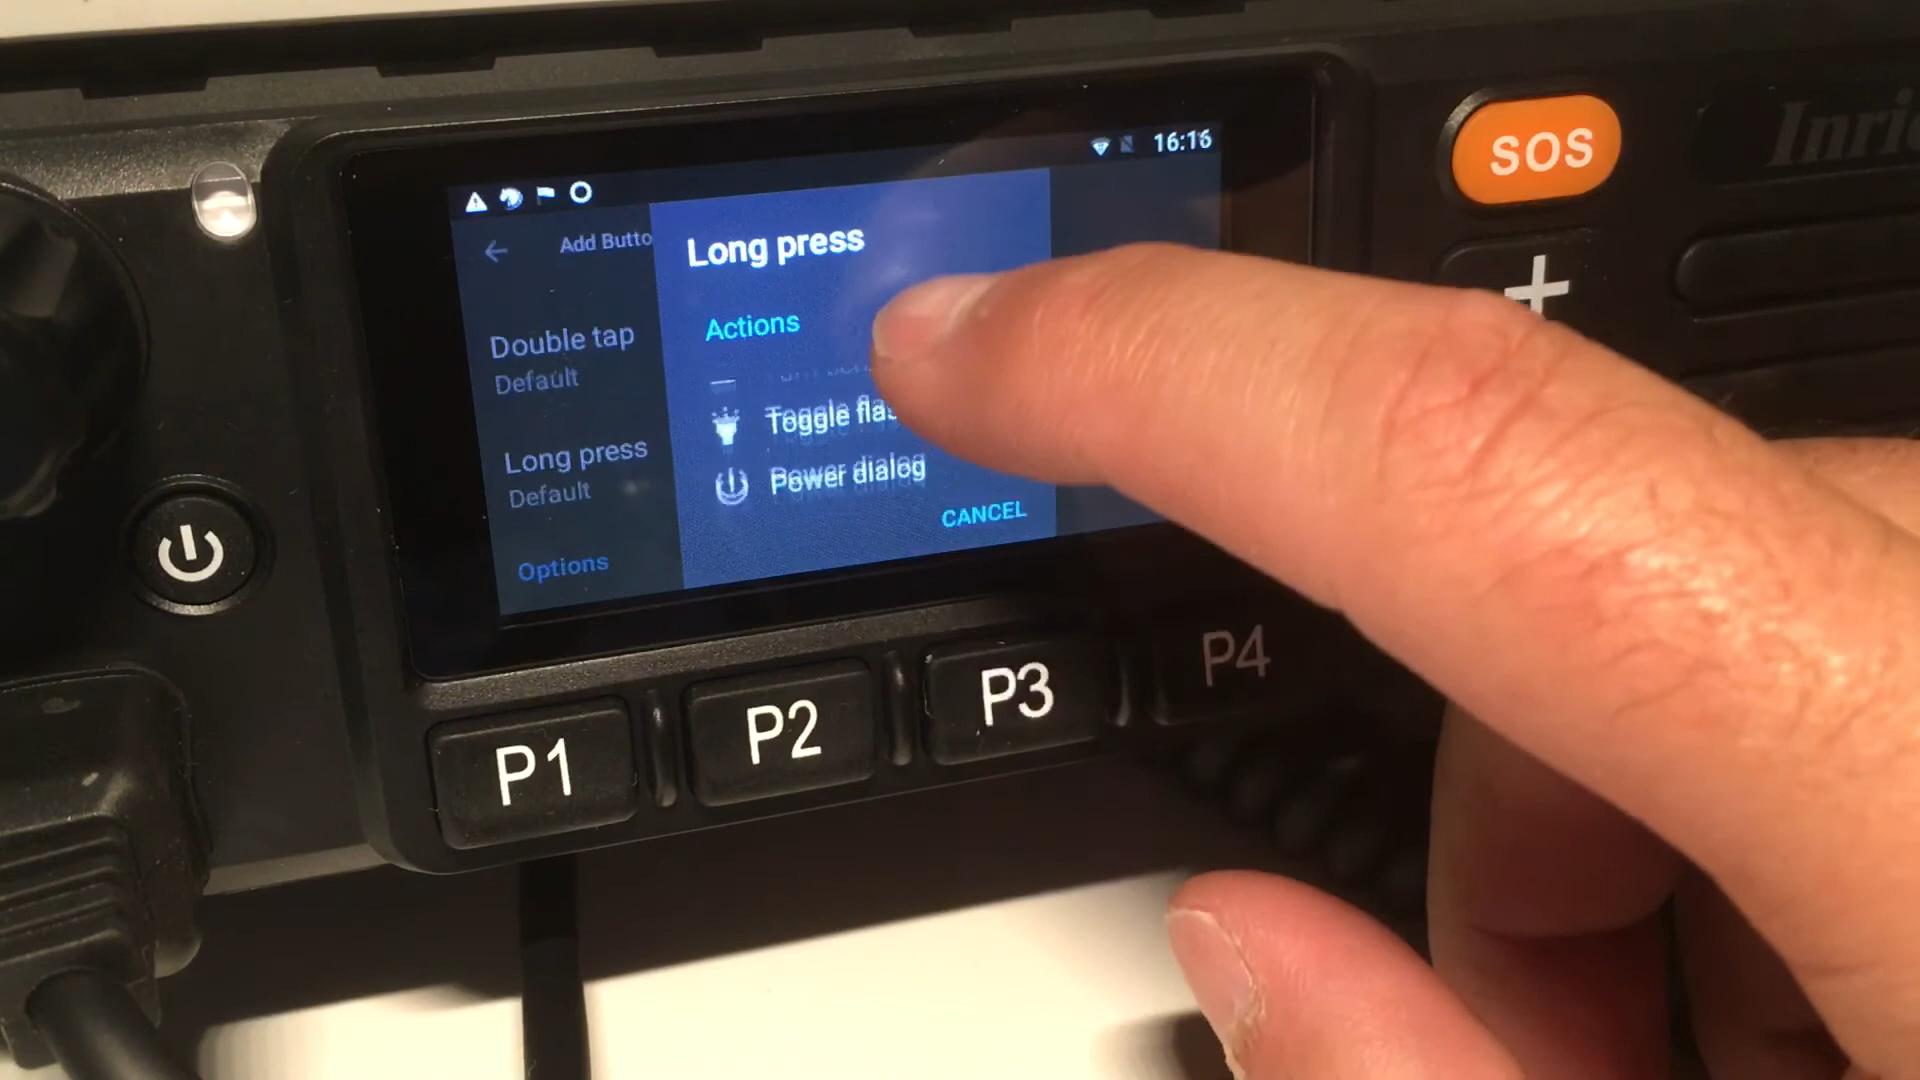 16:16
SOS
Inri
Add Butto
Long press
Actions
Double tap
Default
Toggle flas
Power dialog
Long press
Default
CANCEL
Options
+
P1
P2
P3
P4